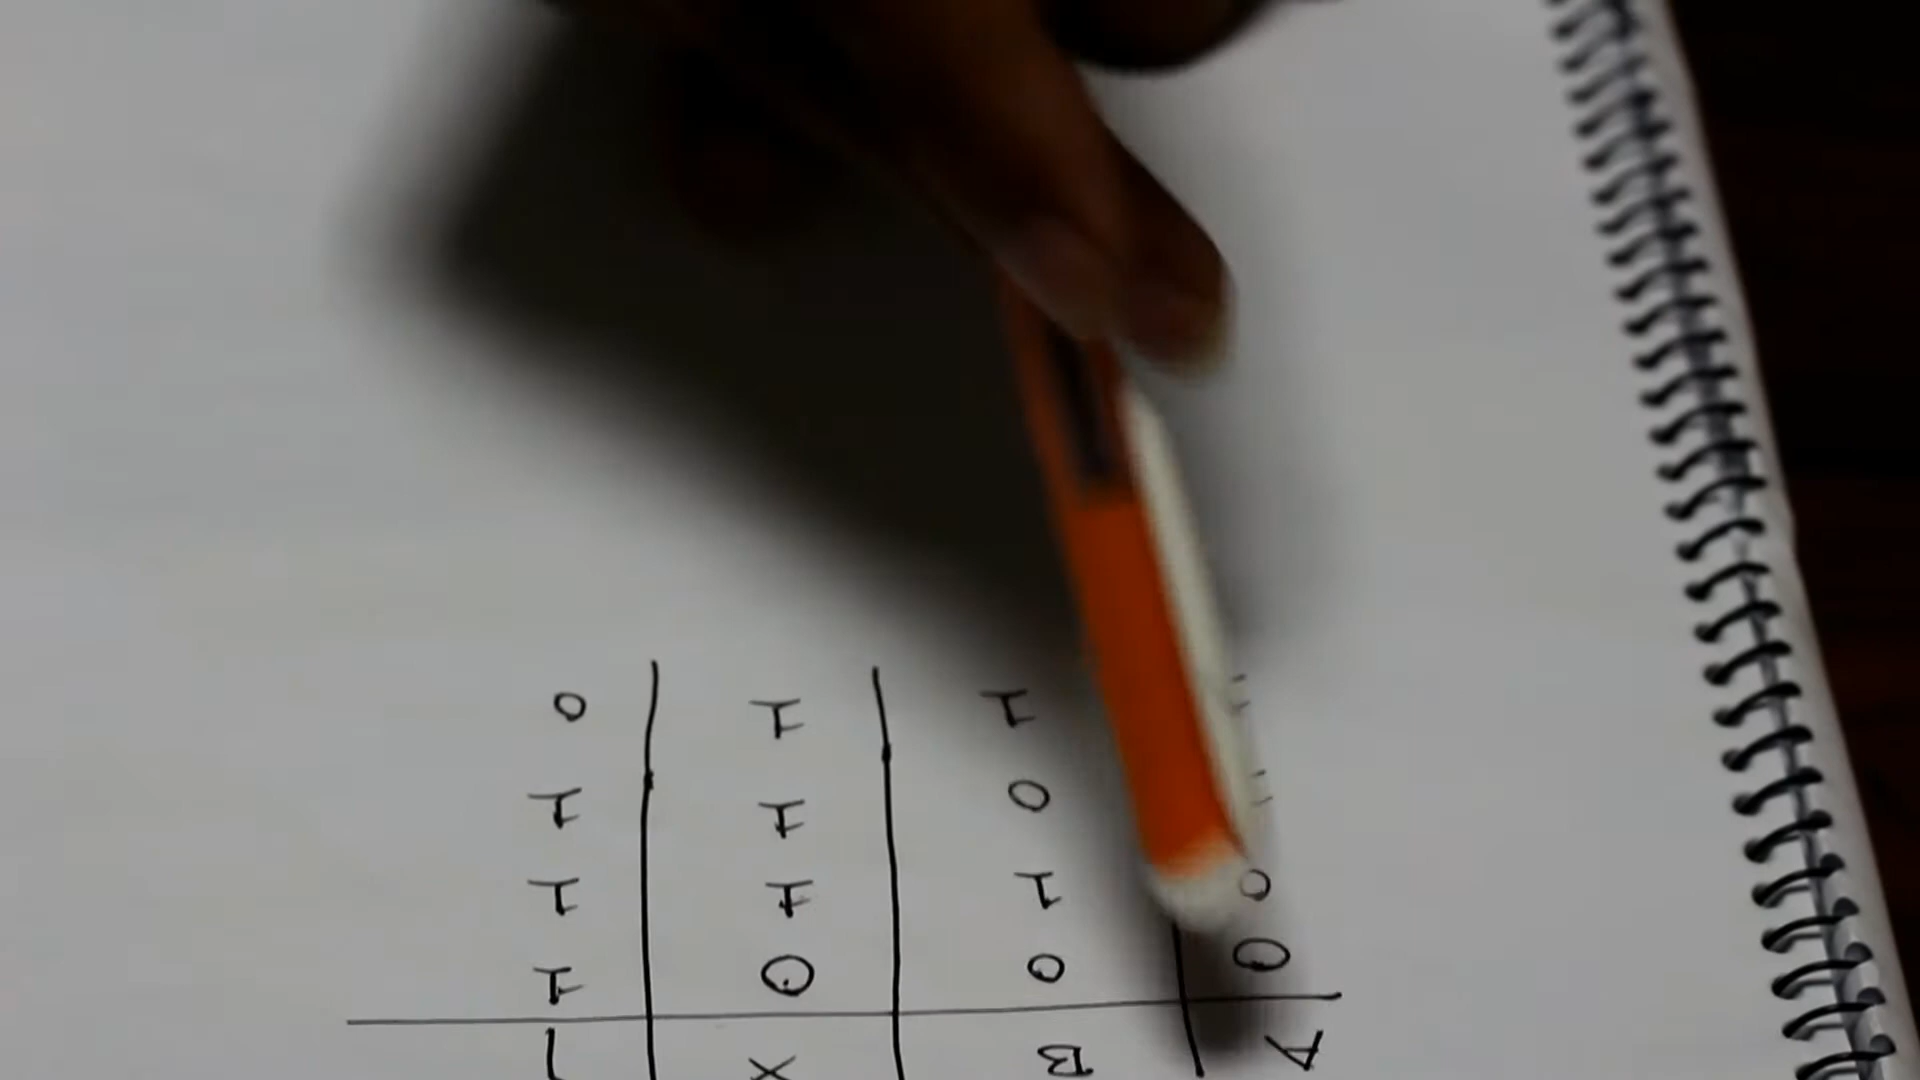 A B X
0 0 0 1
0 1 1 1
0 1 1
1 1 0